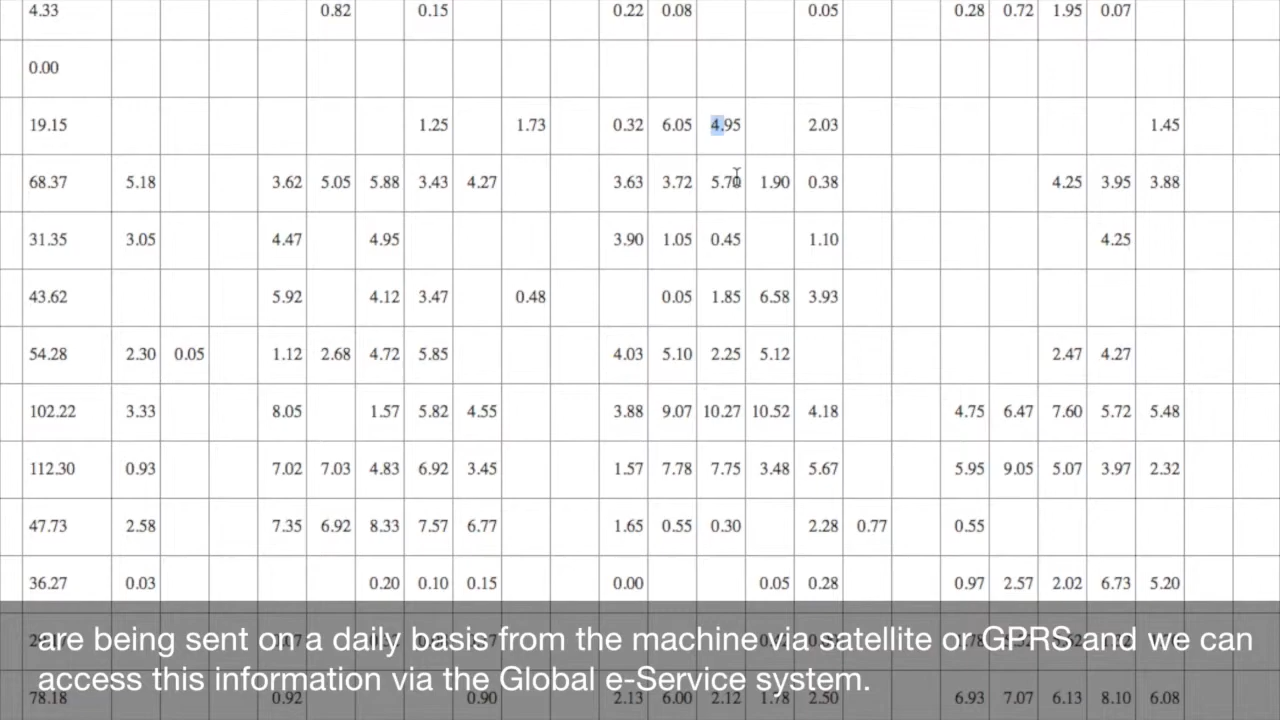 4.33 0.82 0.15 0.22 0.08 0.05 0.28 0.72 1.95 0.07
0.00
19.15 1.25 1.73 0.32 6.05 4.95 2.03 1.45
68.37 5.18 3.62 5.05 5.88 3.43 4.27 3.63 3.72 5.70 1.90 0.38 4.25 3.95 3.88
31.35 3.05 4.47 4.95 3.90 1.05 0.45 1.10 4.25
43.62 5.92 4.12 3.47 0.48 0.05 1.85 6.58 3.93
54.28 2.30 0.05 1.12 2.68 4.72 5.85 4.03 5.10 2.25 5.12 2.47 4.27
102.22 3.33 8.05 1.57 5.82 4.55 3.88 9.07 10.27 10.52 4.18 4.75 6.47 7.60 5.72 5.48
112.30 0.93 7.02 7.03 4.83 6.92 3.45 1.57 7.78 7.75 3.48 5.67 5.95 9.05 5.07 3.97 2.32
47.73 2.58 7.35 6.92 8.33 7.57 6.77 1.65 0.55 0.30 2.28 0.77 0.55
36.27 0.03 0.20 0.10 0.15 0.00 0.05 0.28 0.97 2.57 2.02 6.73 5.20
are being sent on a daily basis from the machine via satellite or GPRS and we can
access this information via the Global e-Service system.
78.18 0.92 0.90 2.13 6.00 2.12 1.78 2.50 6.93 7.07 6.13 8.10 6.08